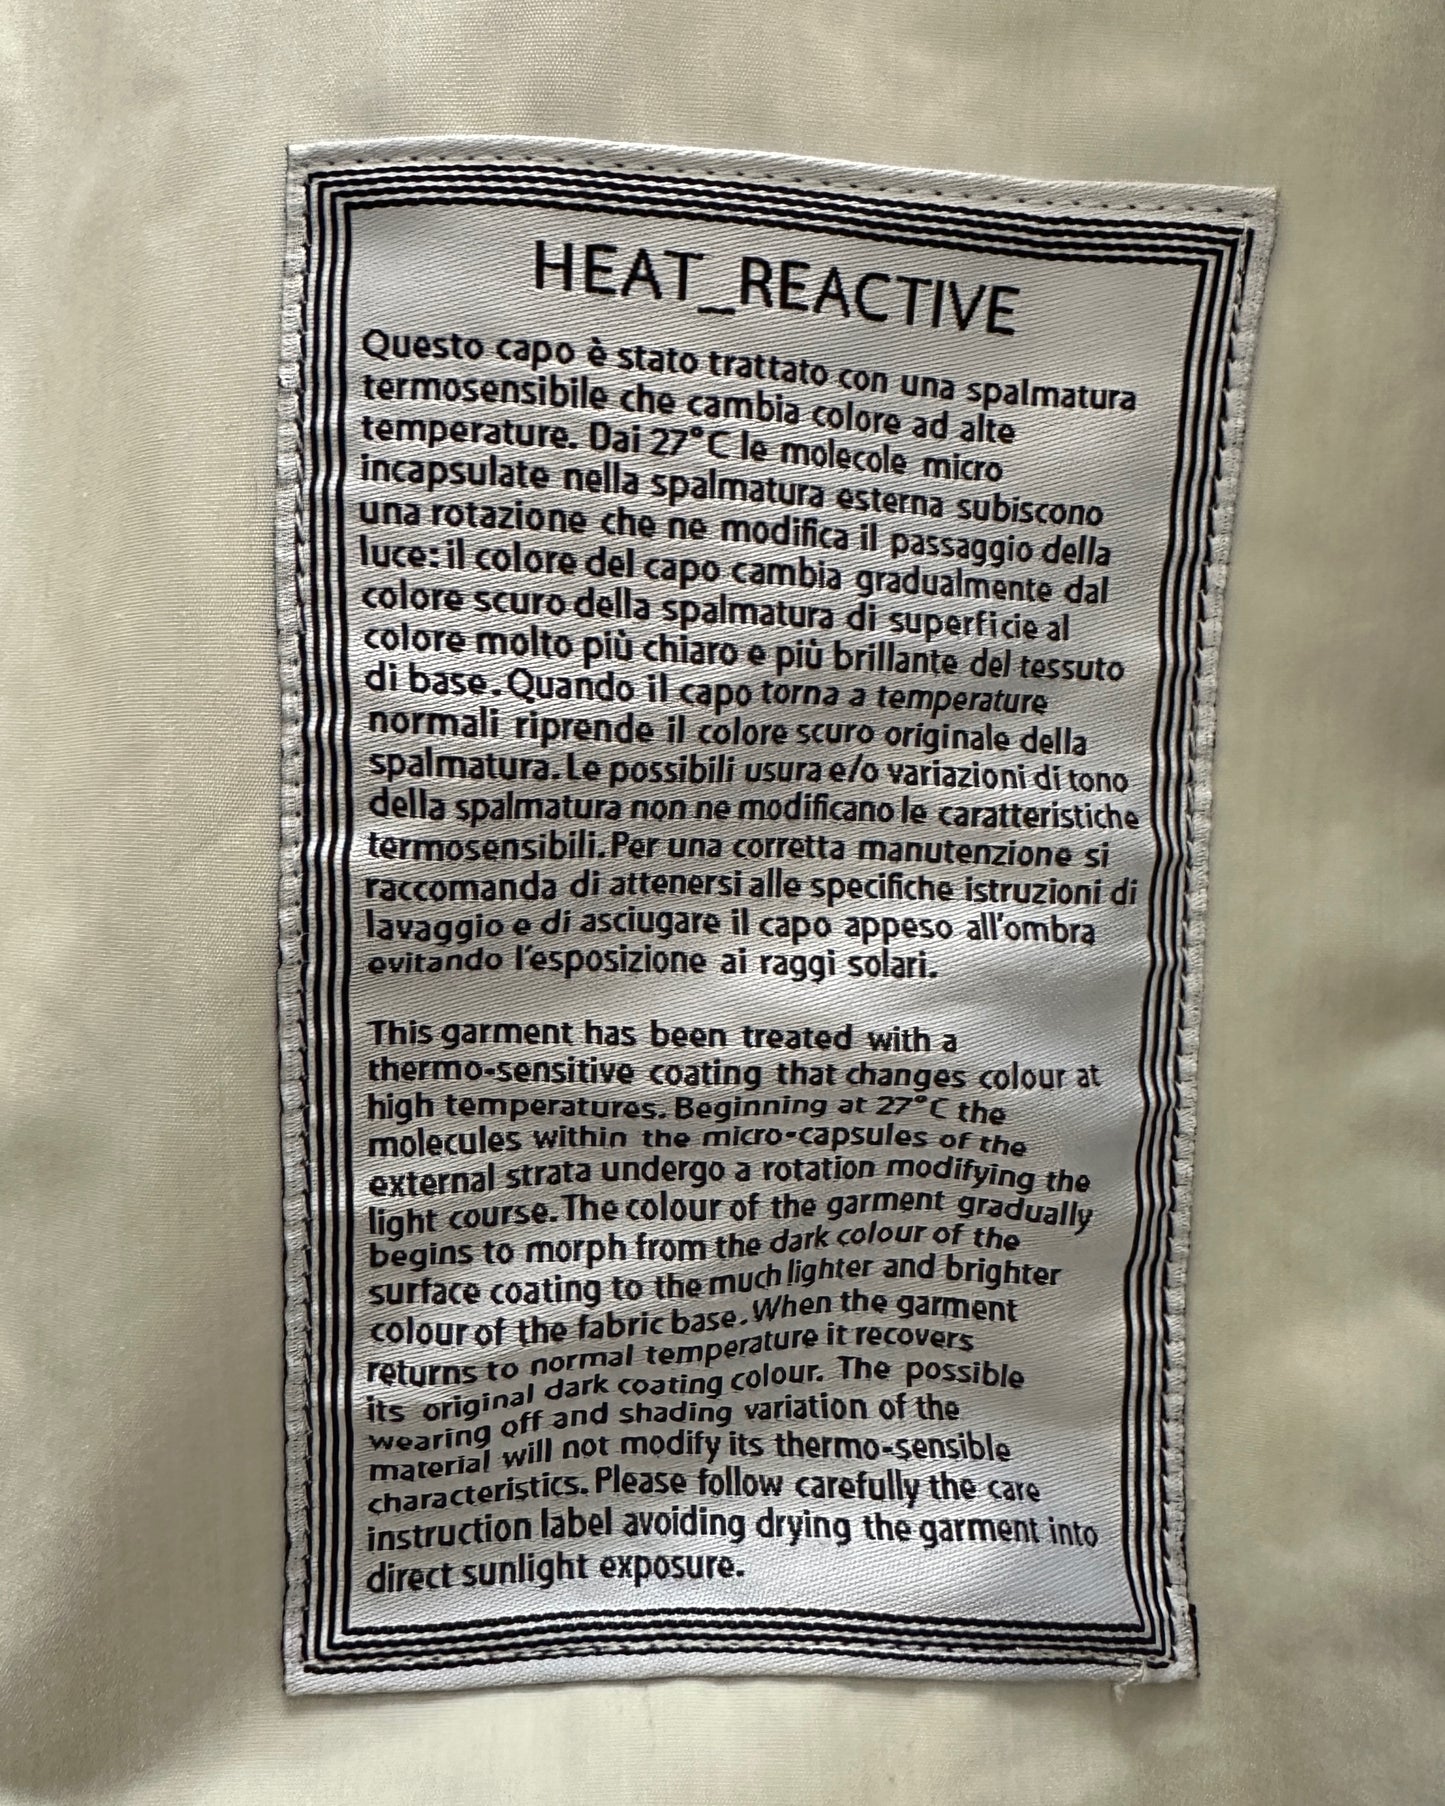 HEAT_REACTIVE
Questo capo è stato trattato con una spalmatura
termosensibile che cambia colore ad alte
temperature. Dai 27°C le molecole micro
incapsulate nella spalmatura esterna subiscono
una rotazione che ne modifica il passaggio della
luce: il colore del capo cambia gradualmente dal
colore scuro della spalmatura di superficie al
colore molto più chiaro e più brillante del tessuto
di base. Quando il capo torna a temperature
normali riprende il colore scuro originale della
spalmatura. Le possibili usura e/o variazioni di tono
della spalmatura non ne modificano le caratteristiche
termosensibili. Per una corretta manutenzione si
raccomanda di attenersi alle specifiche istruzioni di
lavaggio e di asciugare il capo appeso all'ombra
evitando l'esposizione ai raggi solari.
This garment has been treated with a
thermo-sensitive coating that changes colour at
high temperatures. Beginning at 27°C the
molecules within the micro-capsules of the
external strata undergo a rotation modifying the
light course. The colour of the garment gradually
begins to morph from the dark colour of the
surface coating to the much lighter and brighter
colour of the fabric base. When the garment
returns to normal temperature it recovers
its original dark coating colour. The possible
wearing off and shading variation of the
material will not modify its thermo-sensible
characteristics. Please follow carefully the care
instruction label avoiding drying the garment into
direct sunlight exposure.